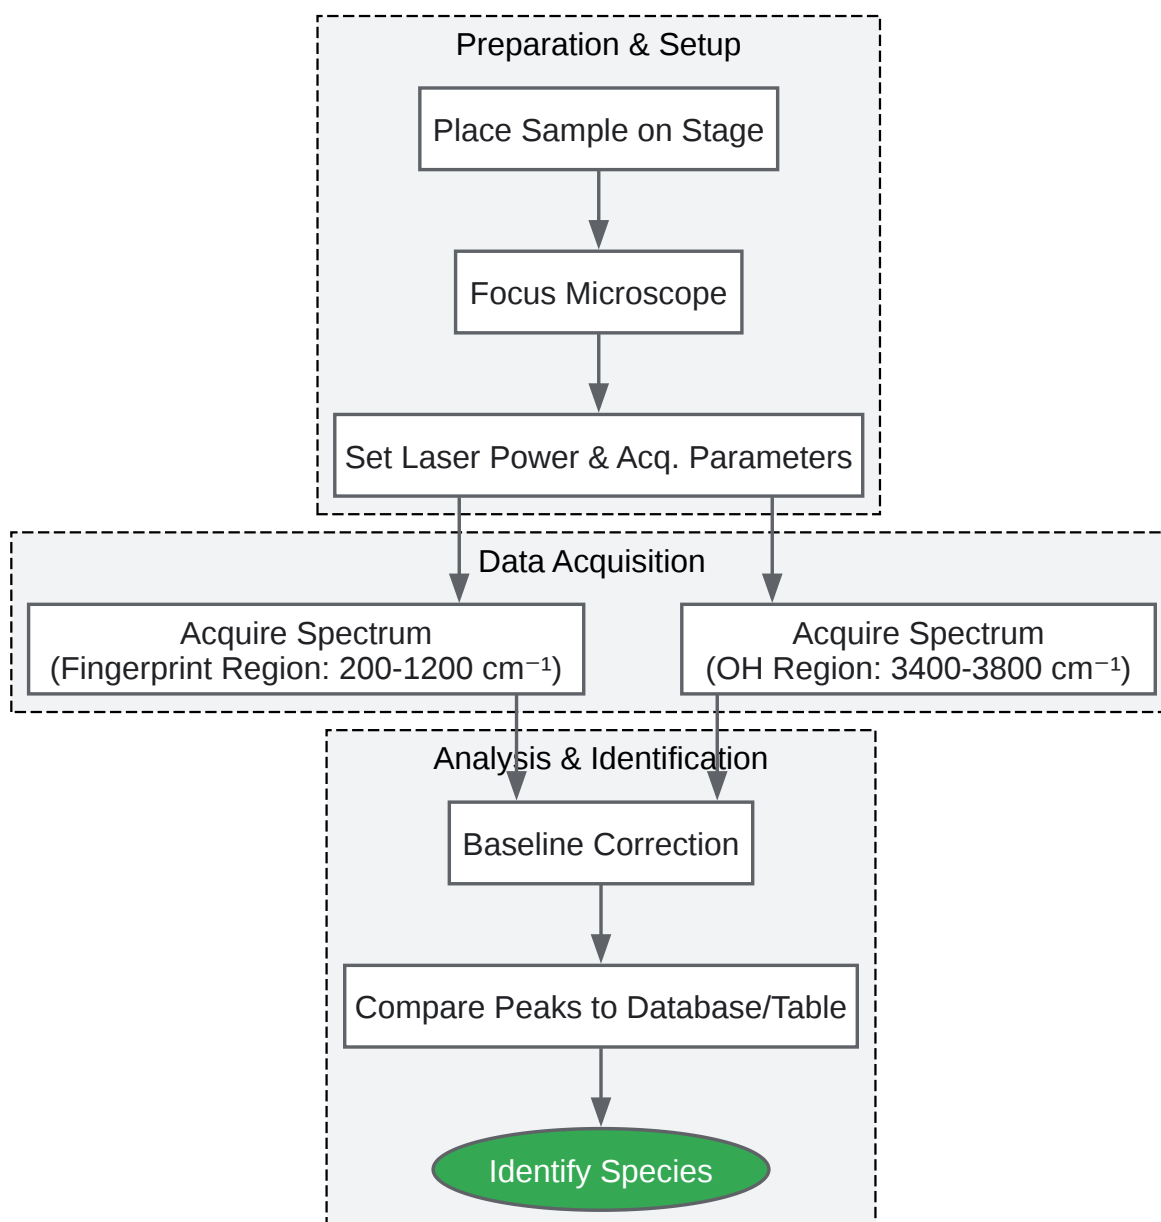 Preparation & Setup
Place Sample on Stage
Focus Microscope
Set Laser Power & Acq. Parameters
Data Acquisition
Acquire Spectrum
(Fingerprint Region: 200-1200 cm⁻¹)
Acquire Spectrum
(OH Region: 3400-3800 cm⁻¹)
Analysis & Identification
Baseline Correction
Compare Peaks to Database/Table
Identify Species